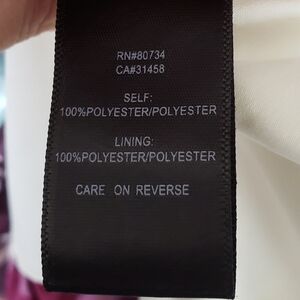 RN#80734
CA#31458
SELF:
100%POLYESTER/POLYESTER
LINING:
100%POLYESTER/POLYESTER
CARE ON REVERSE